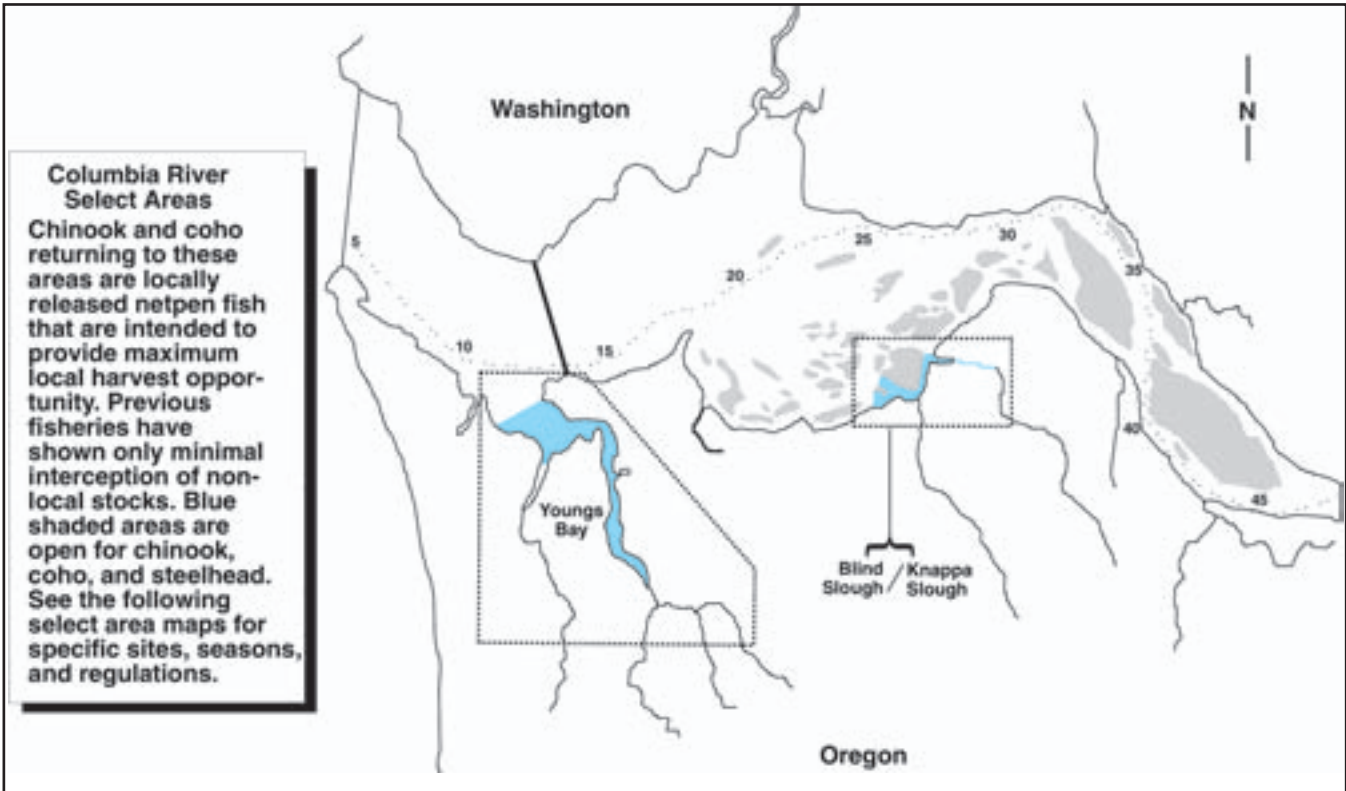 Washington
N
Columbia River
Select Areas
Chinook and coho
returning to these
areas are locally
released netpen fish
that are intended to
provide maximum
local harvest oppor-
tunity. Previous
fisheries have
shown only minimal
interception of non-
local stocks. Blue
shaded areas are
open for chinook,
coho, and steelhead.
See the following
select area maps for
specific sites, seasons,
and regulations.
5
10
15
20
25
30
35
40
45
Youngs
Bay
Blind
Slough /
Knappa
Slough
Oregon